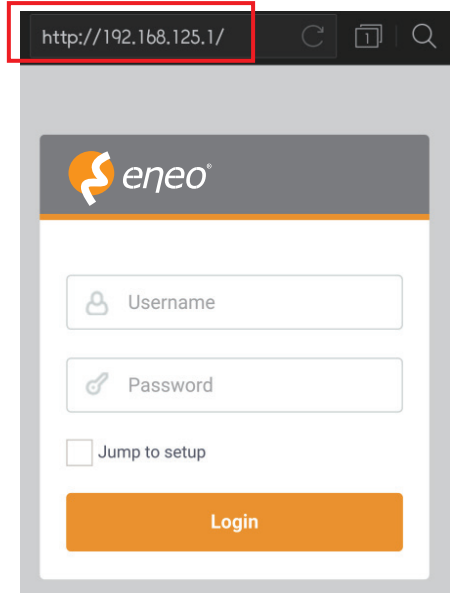 http://192.168.125.1/
1
eneo®
Username
Password
Jump to setup
Login